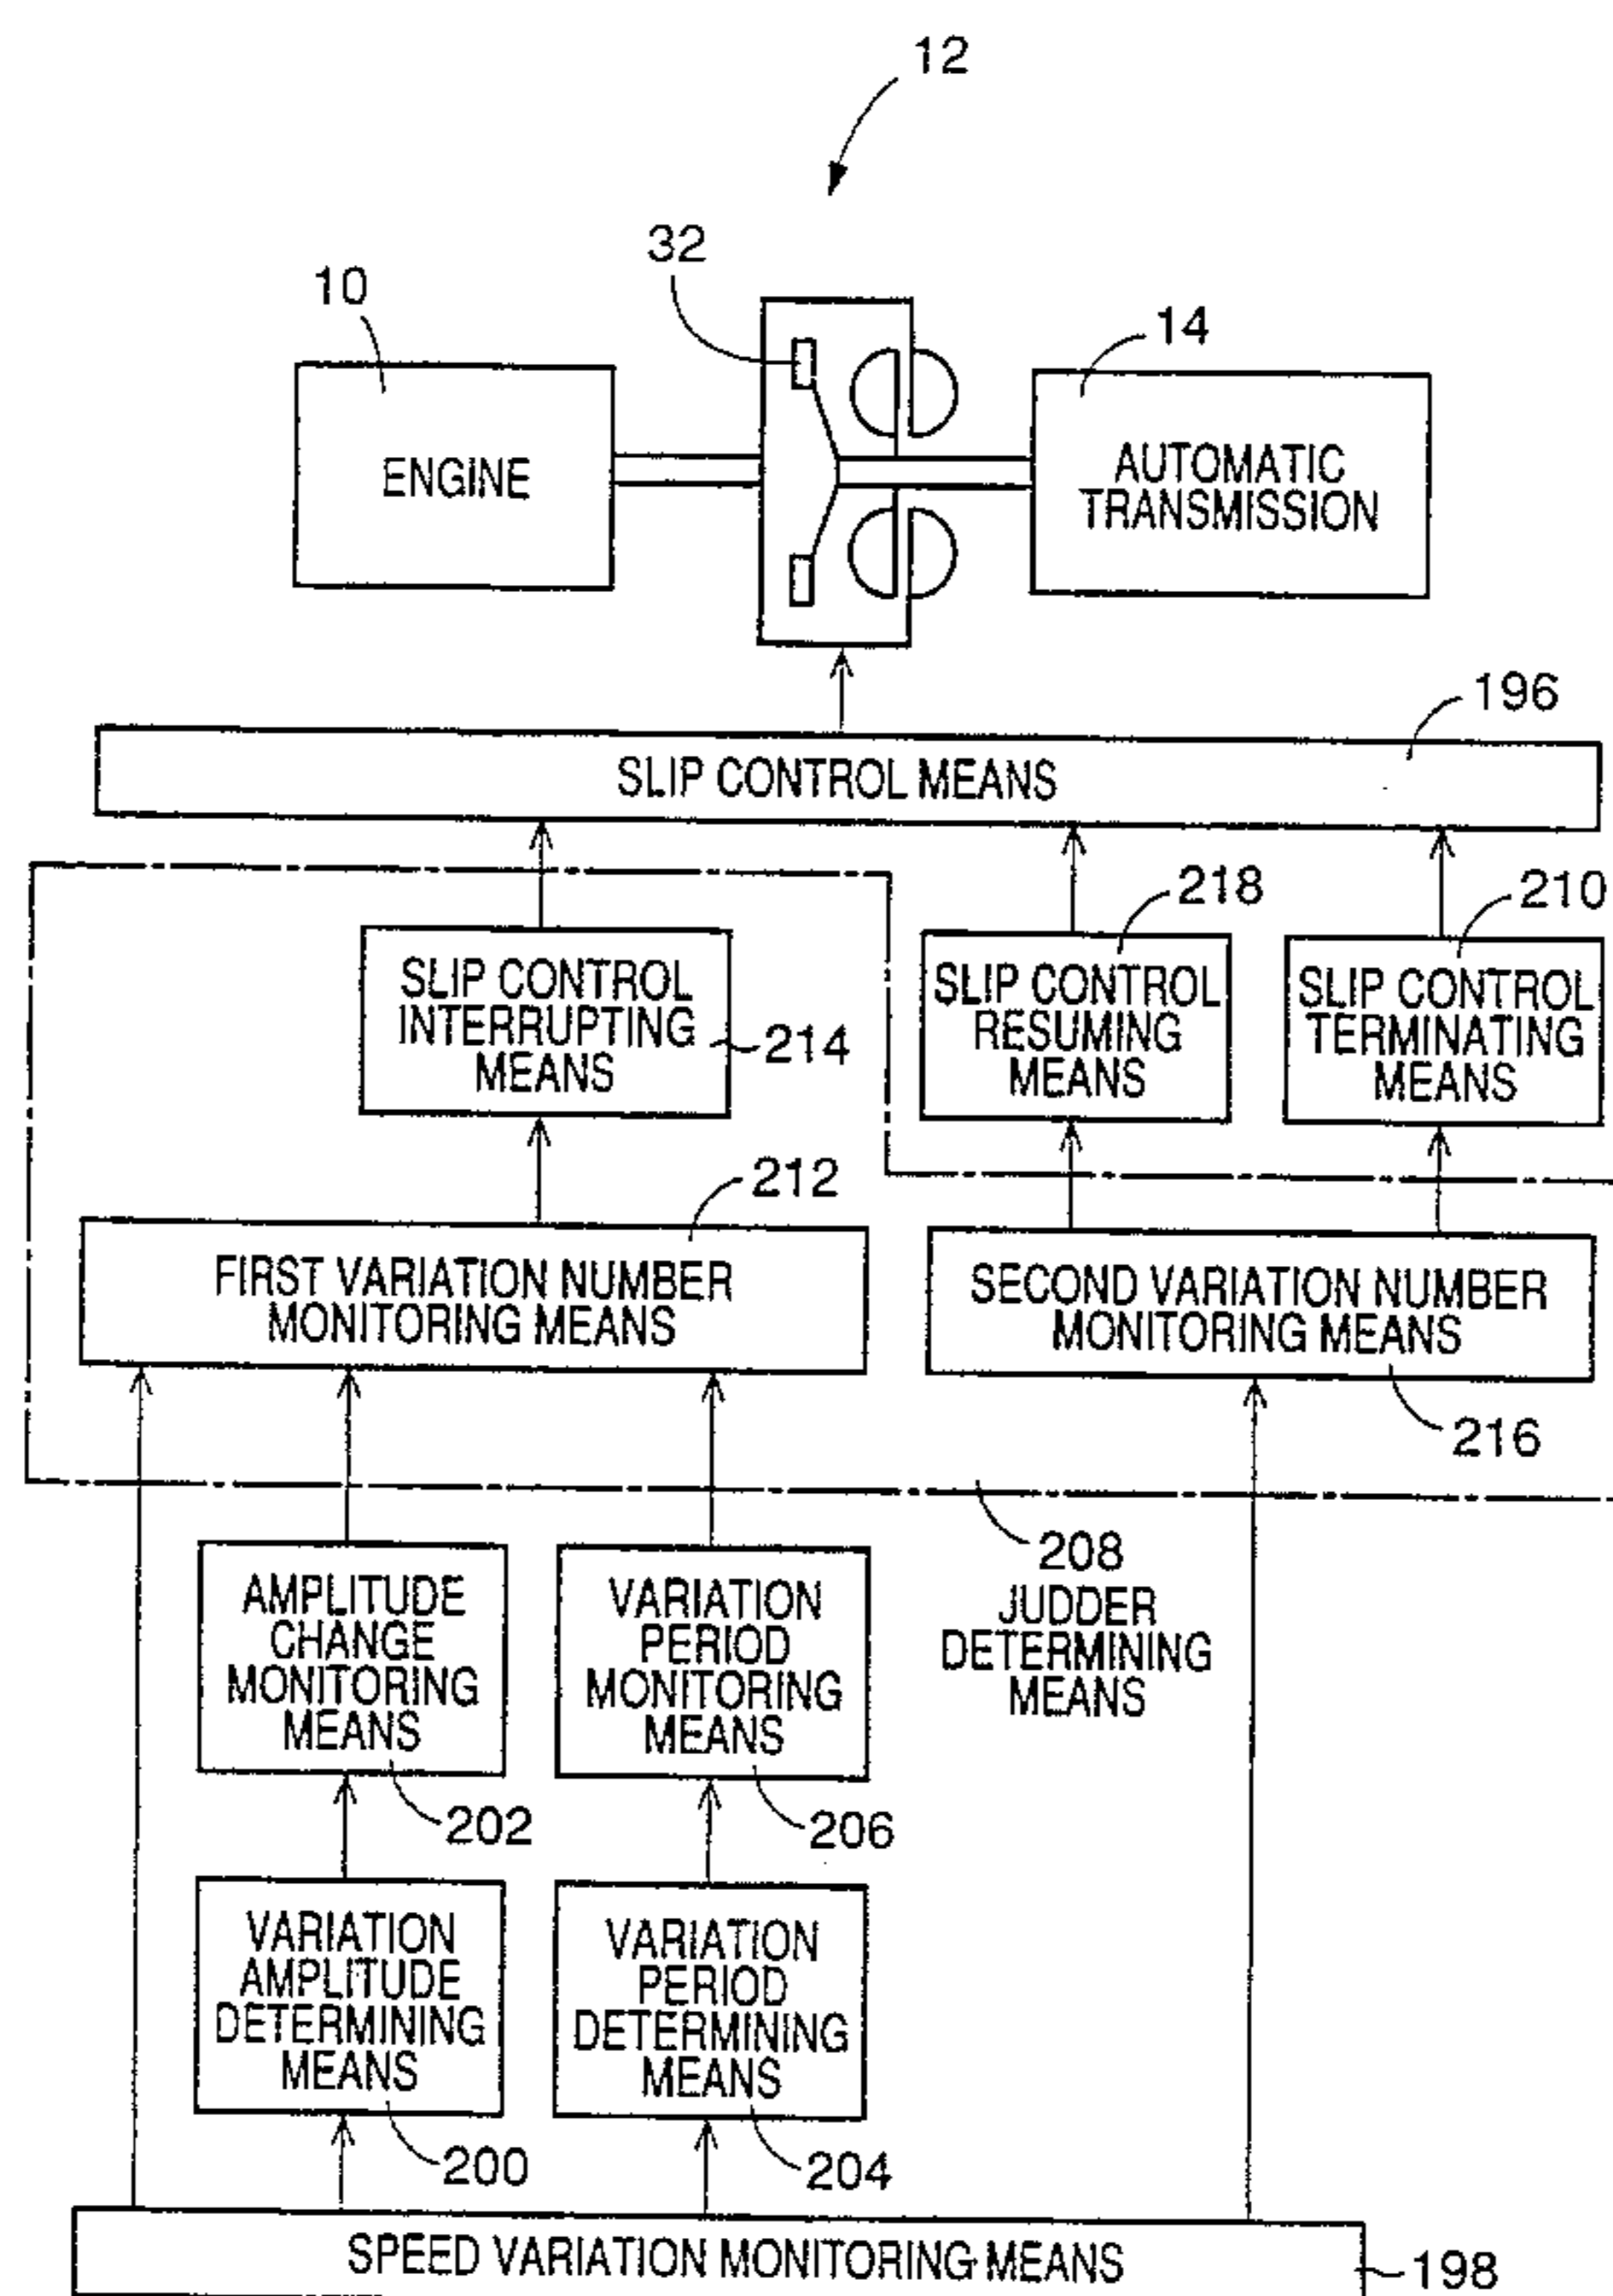 12
32
10
14
ENGINE
AUTOMATIC
TRANSMISSION
196
SLIP CONTROL MEANS
218
210
SLIP CONTROL
INTERRUPTING
MEANS
214
SLIP CONTROL
RESUMING
MEANS
SLIP CONTROL
TERMINATING
MEANS
212
FIRST VARIATION NUMBER
MONITORING MEANS
SECOND VARIATION NUMBER
MONITORING MEANS
216
208
JUDDER
DETERMINING
MEANS
AMPLITUDE
CHANGE
MONITORING
MEANS
202
VARIATION
PERIOD
MONITORING
MEANS
206
VARIATION
AMPLITUDE
DETERMINING
MEANS
200
VARIATION
PERIOD
DETERMINING
MEANS
204
SPEED VARIATION MONITORING MEANS
198